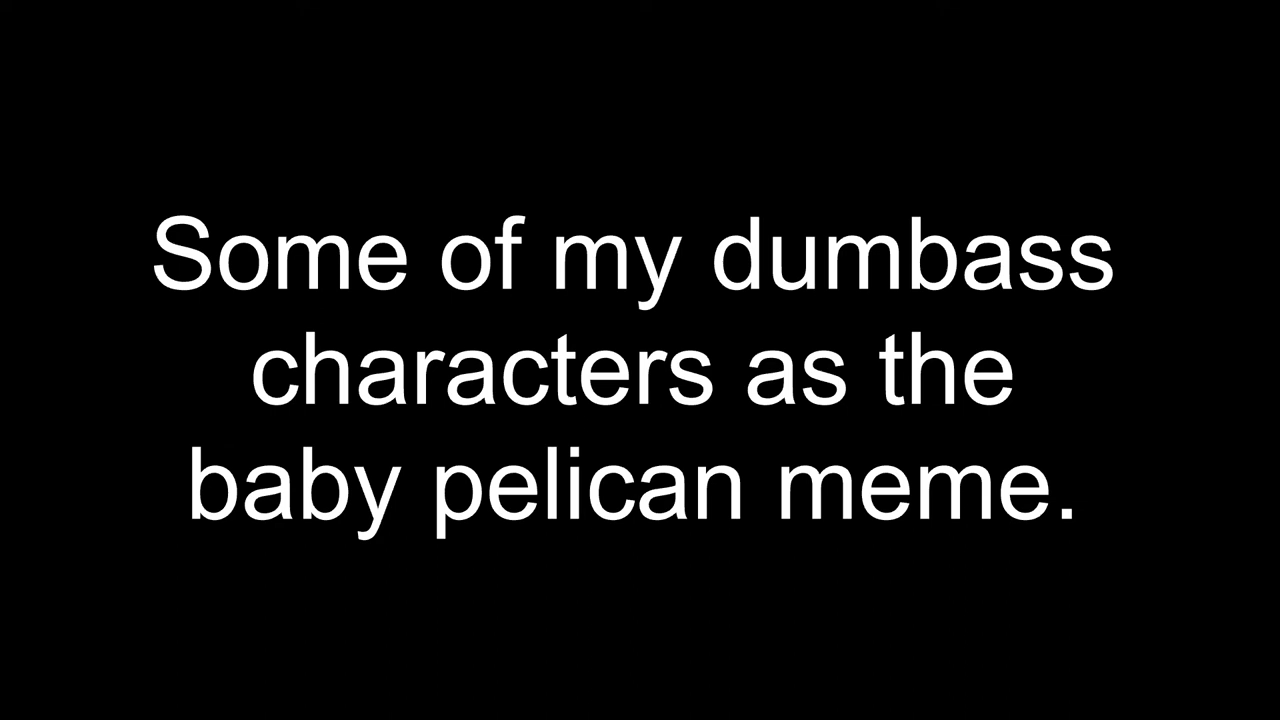 Some of my dumbass
characters as the
baby pelican meme.